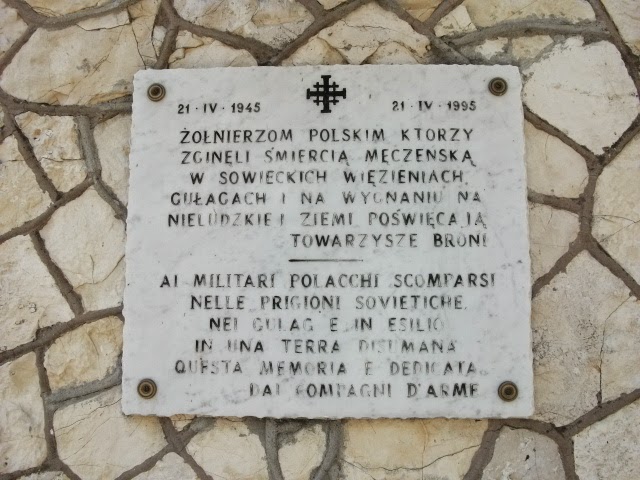 21·IV·1945 21·IV·1995
ŻOŁNIERZOM POLSKIM KTORZY
ZGINĘLI ŚMIERCIĄ MĘCZENSKĄ
W SOWIECKICH WIĘZIENIACH,
GUŁAGACH I NA WYGNANIU NA
NIELUDZKIEJ ZIEMI POŚWIĘCAJĄ
TOWARZYSZE BRONI
AI MILITARI POLACCHI SCOMPARSI
NELLE PRIGIONI SOVIETICHE,
NEI GULAG E IN ESILIO
IN UNA TERRA DISUMANA
QUESTA MEMORIA E DEDICATA
DAI COMPAGNI D'ARME